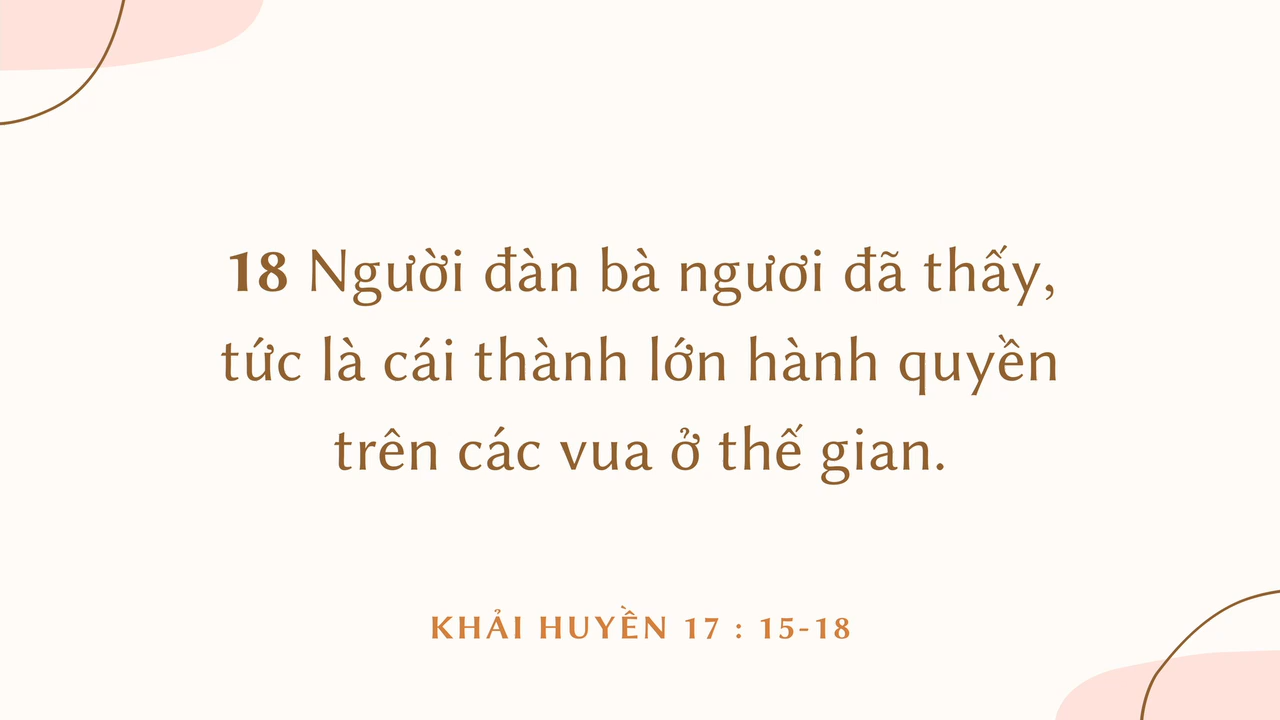 18 Người đàn bà ngươi đã thấy,
tức là cái thành lớn hành quyền
trên các vua ở thế gian.
KHẢI HUYỀN 17 : 15-18